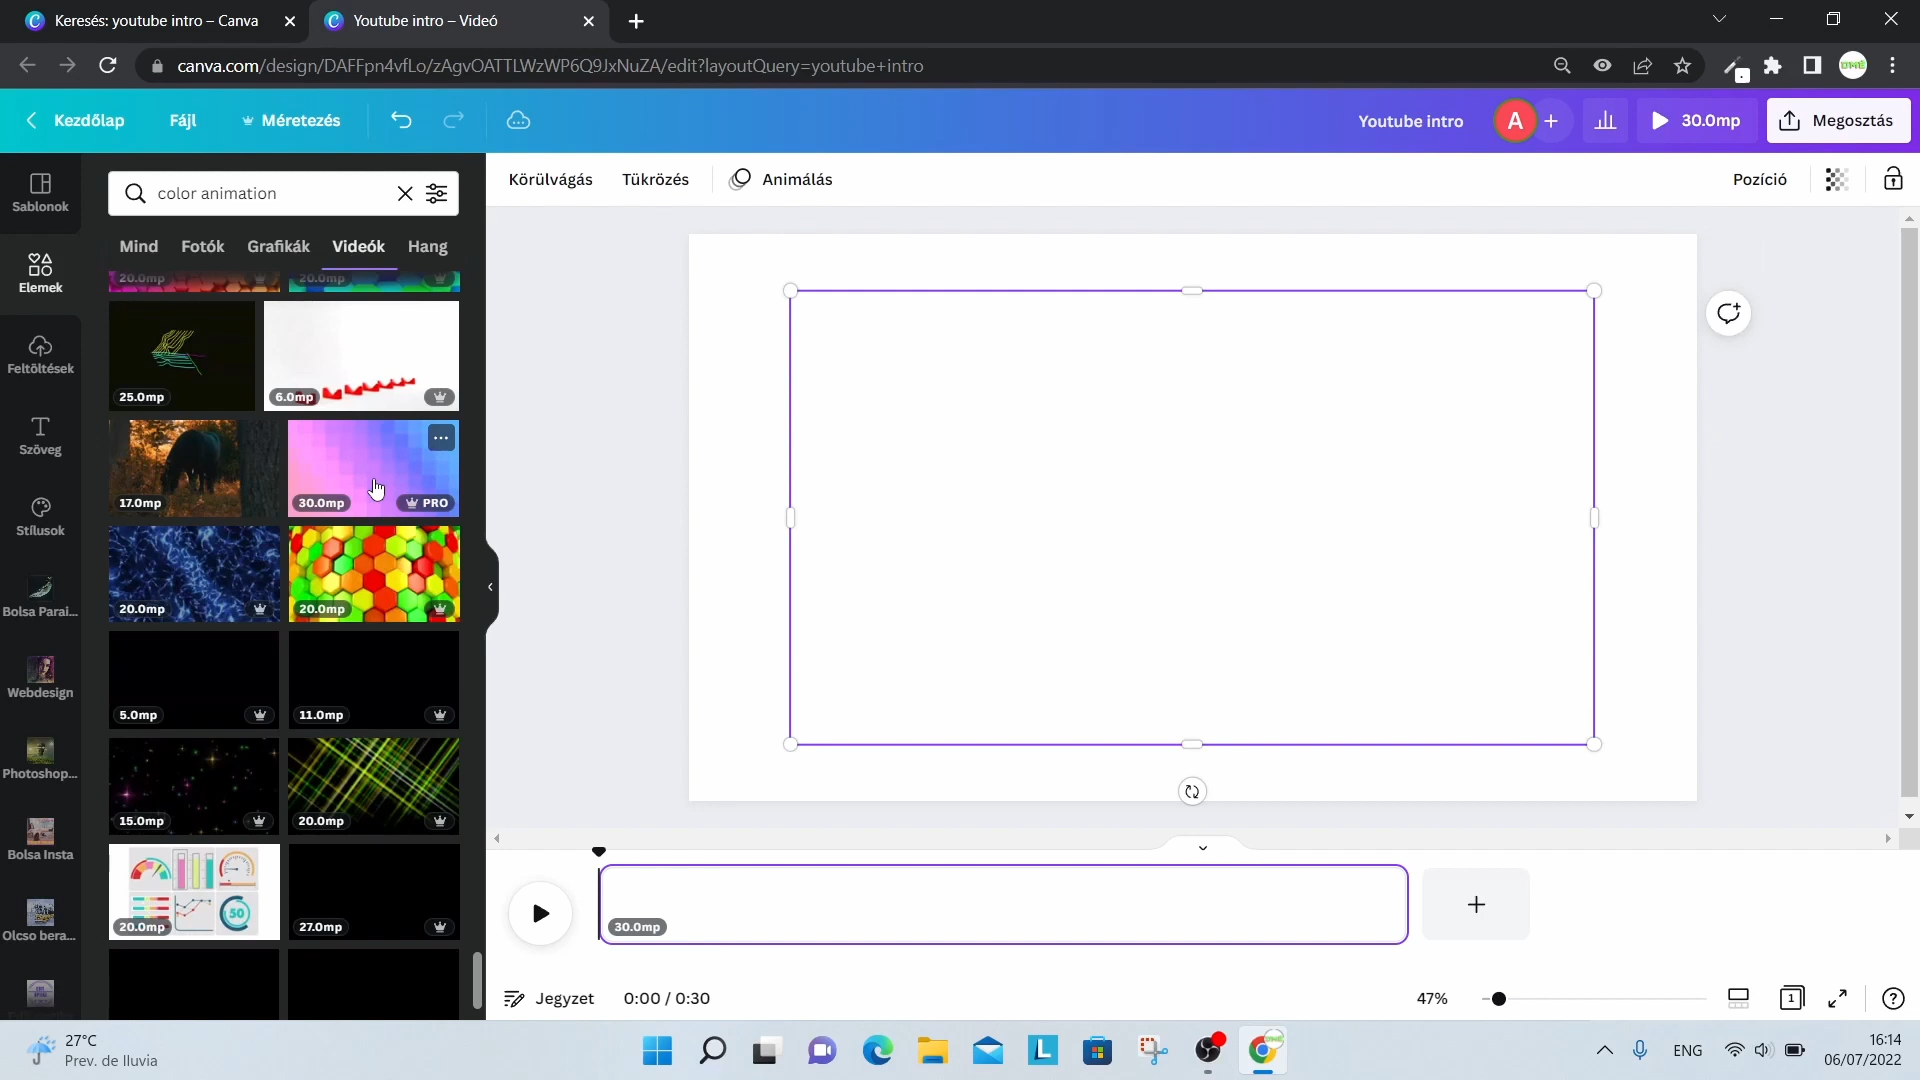 Keresés: youtube intro – Canva
Youtube intro – Videó
canva.com/design/DAFFpn4vfLo/zAgvOATTLWzWP6Q9JxNuZA/edit?layoutQuery=youtube+intro
OME
Kezdőlap
Fájl
Méretezés
Youtube intro
A
30.0mp
Megosztás
Sablonok
Elemek
Feltöltések
Szöveg
Stílusok
Bolsa Parai...
Webdesign
Photoshop...
Bolsa Insta
Olcso bera...
color animation
Mind
Fotók
Grafikák
Videók
Hang
20.0mp
20.0mp
25.0mp
6.0mp
17.0mp
30.0mp
PRO
20.0mp
20.0mp
5.0mp
11.0mp
15.0mp
20.0mp
50
20.0mp
27.0mp
Körülvágás
Tükrözés
Animálás
Pozíció
30.0mp
Jegyzet
0:00 / 0:30
47%
1
27°C
Prev. de lluvia
L
ENG
16:14
06/07/2022